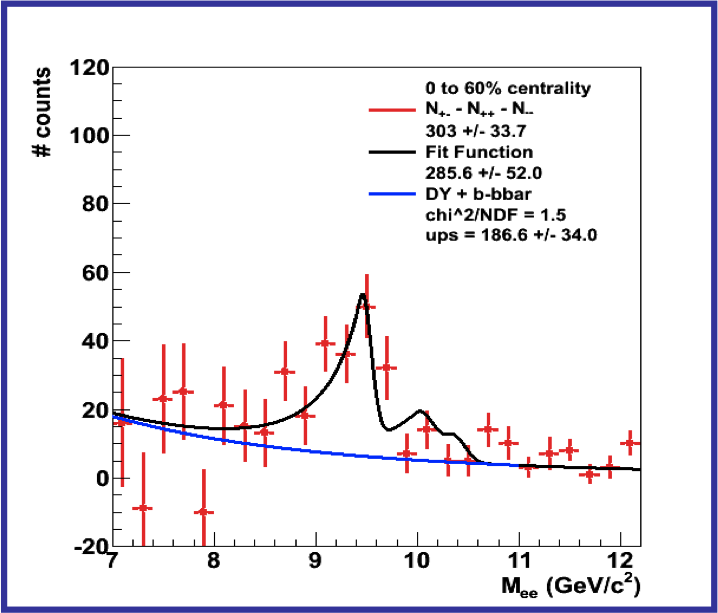 120
100
80
60
40
20
0
-20
# counts
0 to 60% centrality
N+- - N++ - N--
303 +/- 33.7
Fit Function
285.6 +/- 52.0
DY + b-bbar
chi^2/NDF = 1.5
ups = 186.6 +/- 34.0
7 8 9 10 11 12
Mee (GeV/c²)